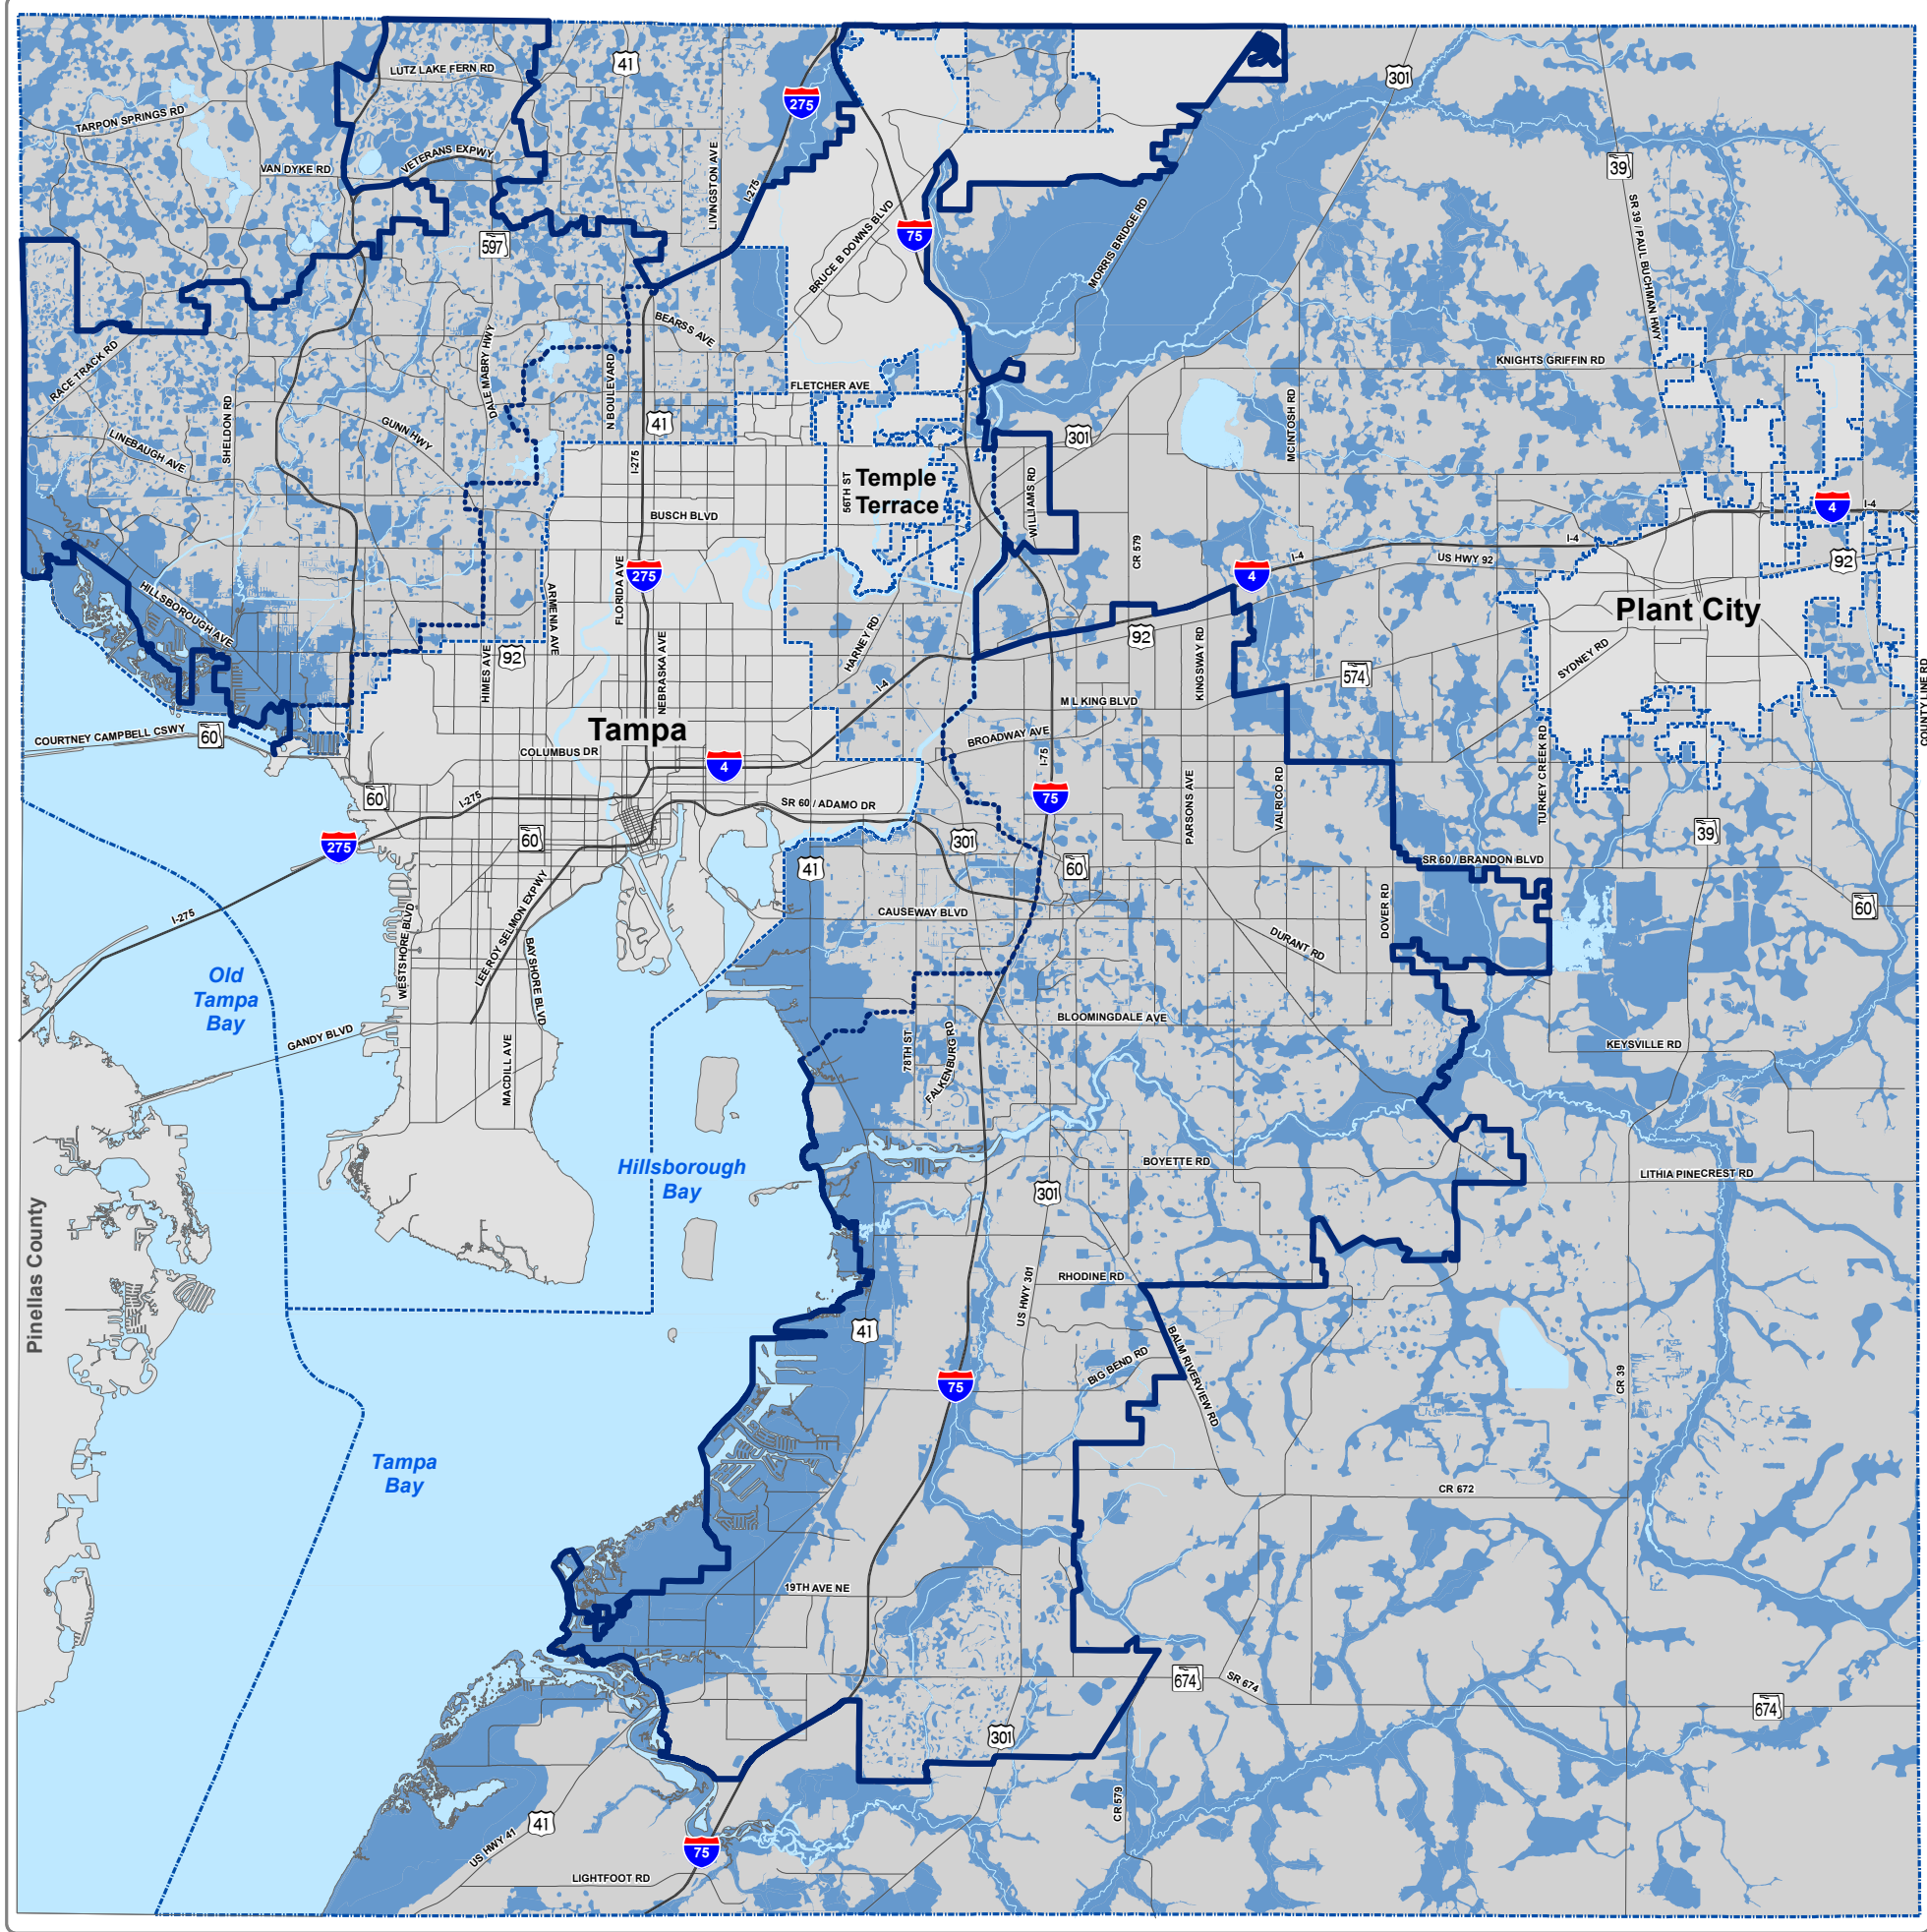 LUTZ LAKE FERN RD
41
301
275
TARPON SPRINGS RD
VETERANS EXPWY
VAN DYKE RD
LIVINGSTON AVE
I-275
39
SR 39 / PAUL BUCHMAN HWY
597
75
BRUCE B DOWNS BLVD
MORRIS BRIDGE RD
BEARSS AVE
RACE TRACK RD
DALE MABRY HWY
N BOULEVARD
FLETCHER AVE
KNIGHTS GRIFFIN RD
SHELDON RD
GUNN HWY
LINEBAUGH AVE
41
301
MCINTOSH RD
I-275
56TH ST
Temple
Terrace
WILLIAMS RD
BUSCH BLVD
4
I-4
I-4
CR 579
I-4
US HWY 92
92
275
4
HILLSBOROUGH AVE
ARMENIA AVE
FLORIDA AVE
Plant City
92
HIMES AVE
92
NEBRASKA AVE
HARNEY RD
KINGSWAY RD
SYDNEY RD
574
I-4
M L KING BLVD
COUNTY LINE RD
COURTNEY CAMPBELL CSWY
60
Tampa
COLUMBUS DR
BROADWAY AVE
I-75
4
TURKEY CREEK RD
60
I-275
SR 60 / ADAMO DR
75
PARSONS AVE
VALRICO RD
275
60
301
39
41
60
SR 60 / BRANDON BLVD
I-275
WESTSHORE BLVD
LEE ROY SELMON EXPWY
BAYSHORE BLVD
CAUSEWAY BLVD
DOVER RD
60
DURANT RD
Old
Tampa
Bay
GANDY BLVD
BLOOMINGDALE AVE
MACDILL AVE
78TH ST
FALKENBURG RD
KEYSVILLE RD
Hillsborough
Bay
BOYETTE RD
LITHIA PINECREST RD
301
Pinellas County
US HWY 301
RHODINE RD
41
BALM RIVERVIEW RD
BIG BEND RD
75
CR 39
Tampa
Bay
CR 672
19TH AVE NE
674
SR 674
674
301
CR 579
41
US HWY 41
75
LIGHTFOOT RD